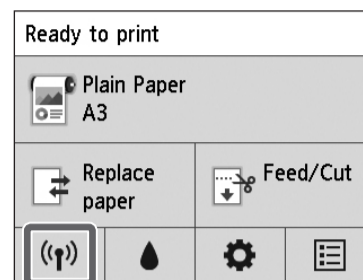 Ready to print
Plain Paper
A3
Replace
paper
Feed/Cut